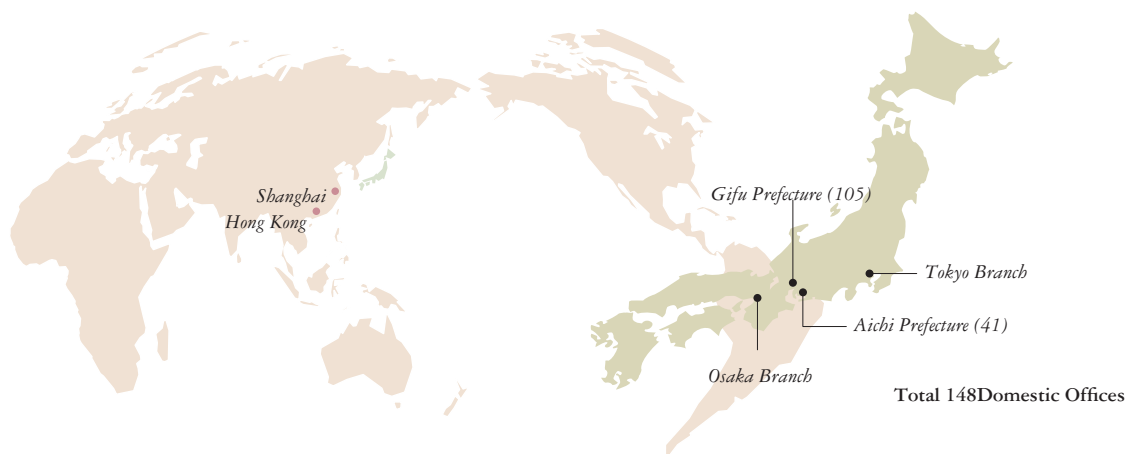 Shanghai
Hong Kong
Gifu Prefecture (105)
Tokyo Branch
Aichi Prefecture (41)
Osaka Branch
Total 148Domestic Offices